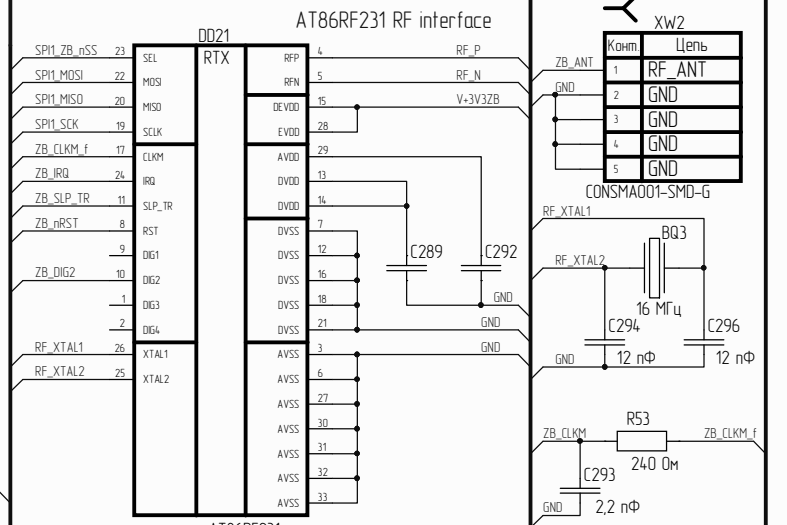 AT86RF231 RF interface
DD21
RTX
SPI1_ZB_nSS 23 SEL
SPI1_MOSI 22 MOSI
SPI1_MISO 20 MISO
SPI1_SCK 19 SCLK
ZB_CLKM_f 17 CLKM
ZB_IRQ 24 IRQ
ZB_SLP_TR 11 SLP_TR
ZB_nRST 8 RST
9 DIG1
ZB_DIG2 10 DIG2
1 DIG3
2 DIG4
RF_XTAL1 26 XTAL1
RF_XTAL2 25 XTAL2
RFP 4 RF_P
RFN 5 RF_N
DEVDD 15 V+3V3ZB
EVDD 28
AVDD 29
DVDD 13
DVDD 14
DVSS 7
DVSS 12
DVSS 16
DVSS 18
DVSS 21
AVSS 3
AVSS 6
AVSS 27
AVSS 30
AVSS 31
AVSS 32
AVSS 33
C289
C292
GND
GND
GND
XW2
Конт. Цепь
ZB_ANT 1 RF_ANT
GND 2 GND
3 GND
4 GND
5 GND
CONSMA001-SMD-G
RF_XTAL1
BQ3
RF_XTAL2
16 МГц
C294
C296
12 пФ
12 пФ
GND
R53
ZB_CLKM
ZB_CLKM_f
240 Ом
C293
GND
2,2 пФ